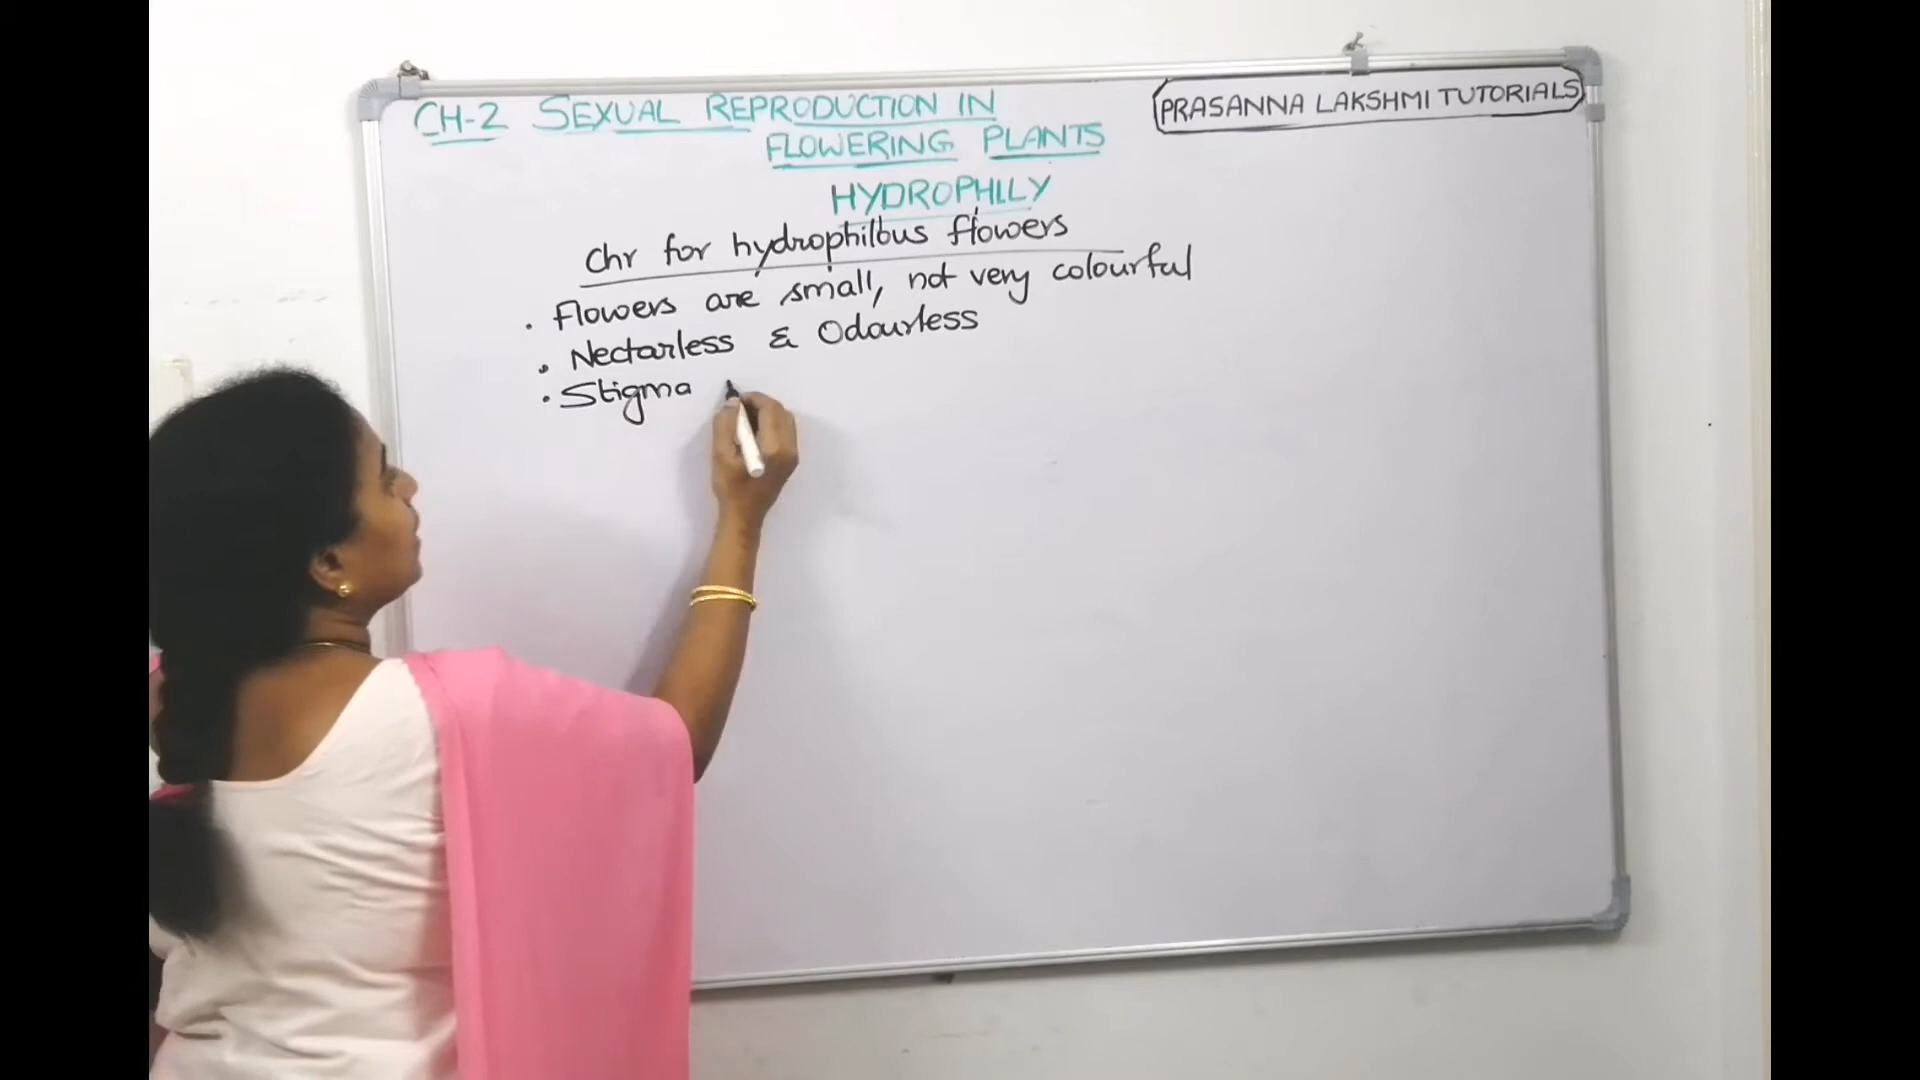 CH-2 SEXUAL REPRODUCTION IN
FLOWERING PLANTS
PRASANNA LAKSHMI TUTORIALS
HYDROPHILY
Chr for hydrophilous flowers
. Flowers are small, not very colourful
. Nectarless & Odourless
. Stigma